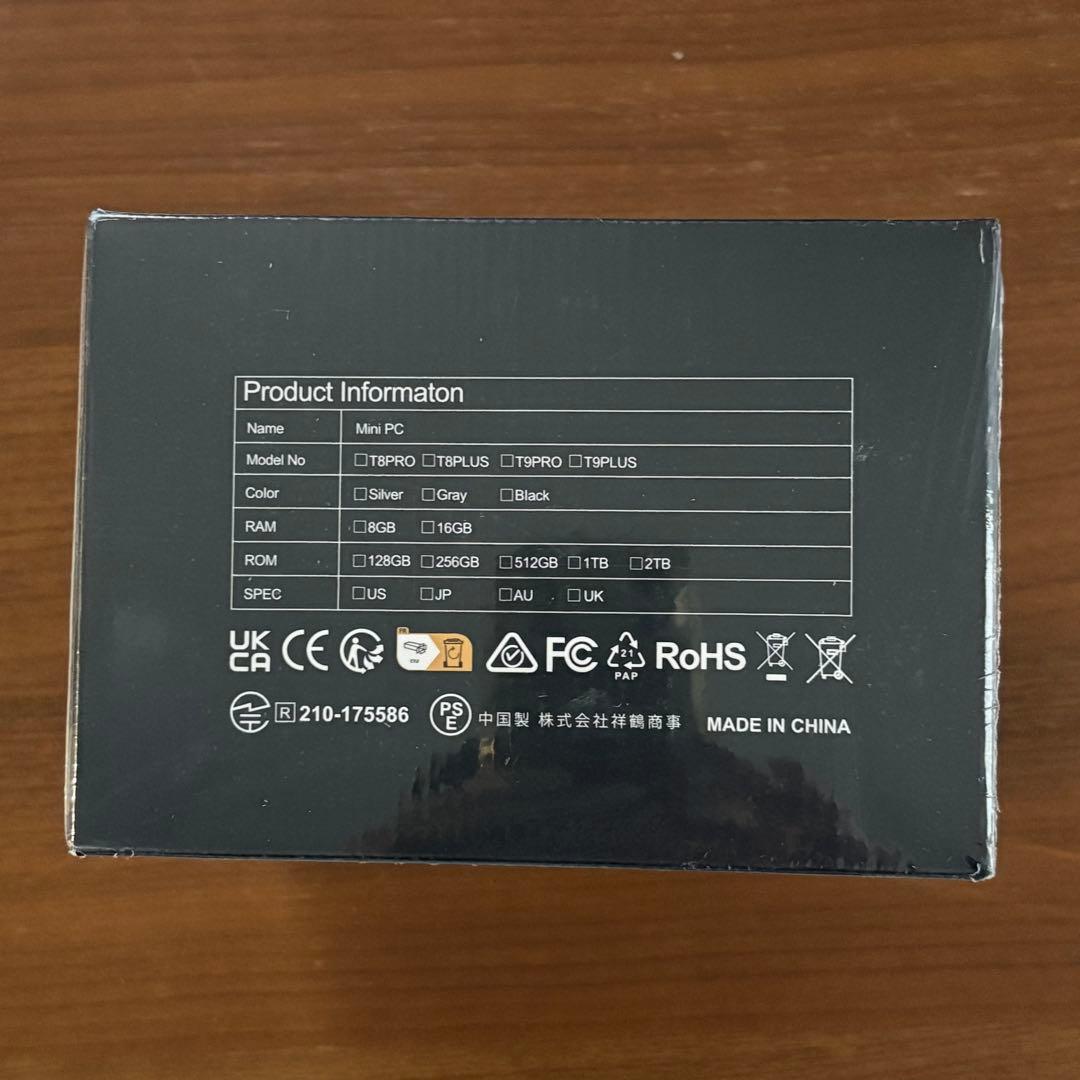 Product Informaton
Name Mini PC
Model No □T8PRO □T8PLUS □T9PRO □T9PLUS
Color □Silver □Gray □Black
RAM □8GB □16GB
ROM □128GB □256GB □512GB □1TB □2TB
SPEC □US □JP □AU □UK
UK CA CE FR FC 21 PAP RoHS
R 210-175586 PSE 中国製 株式会社祥鶴商事 MADE IN CHINA